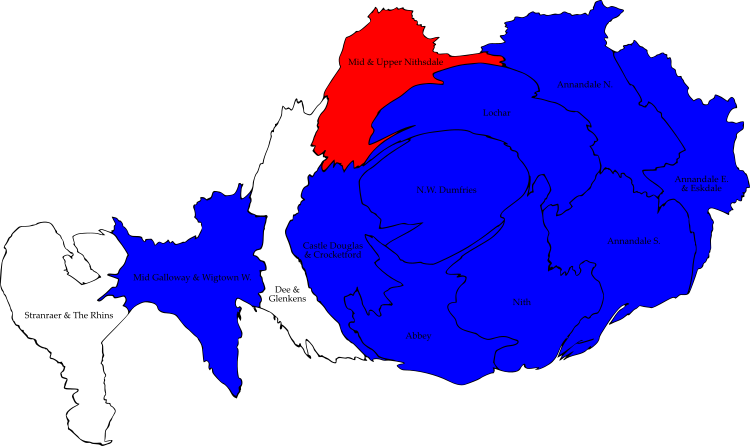 Mid & Upper Nithsdale
Annandale N.
Lochar
Annandale E.
& Eskdale
N.W. Dumfries
Annandale S.
Castle Douglas
& Crocketford
Mid Galloway & Wigtown W.
Dee &
Glenkens
Nith
Stranraer & The Rhins
Abbey